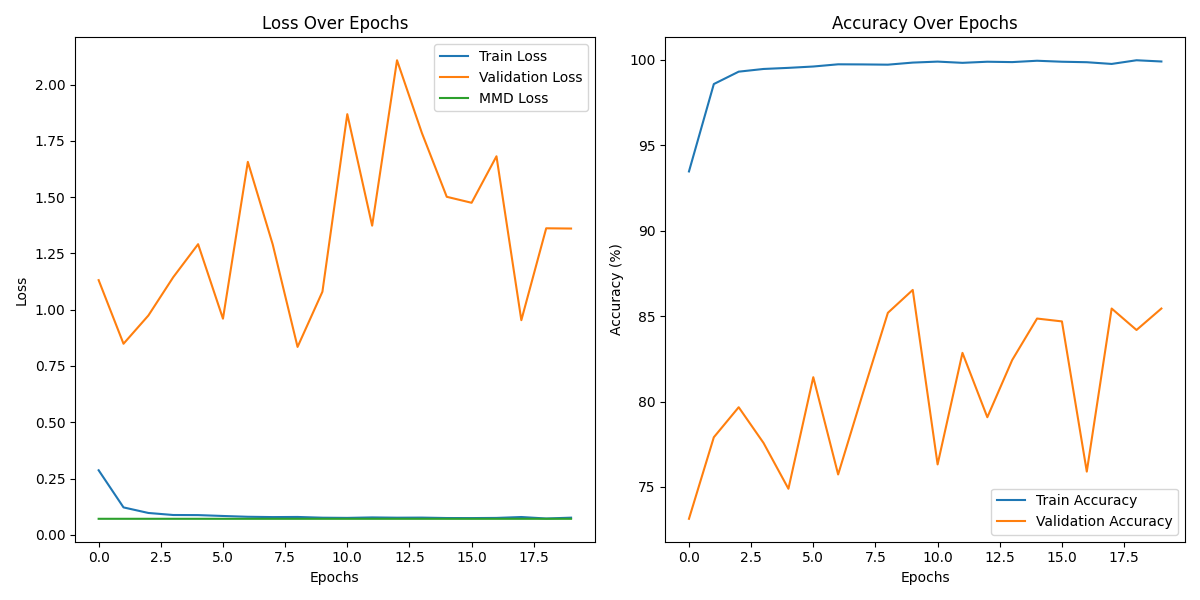 Loss Over Epochs
Train Loss
Validation Loss
MMD Loss
2.00
1.75
1.50
1.25
1.00
0.75
0.50
0.25
0.00
Loss
0.0 2.5 5.0 7.5 10.0 12.5 15.0 17.5
Epochs
Accuracy Over Epochs
100
95
90
85
80
75
Accuracy (%)
Train Accuracy
Validation Accuracy
0.0 2.5 5.0 7.5 10.0 12.5 15.0 17.5
Epochs